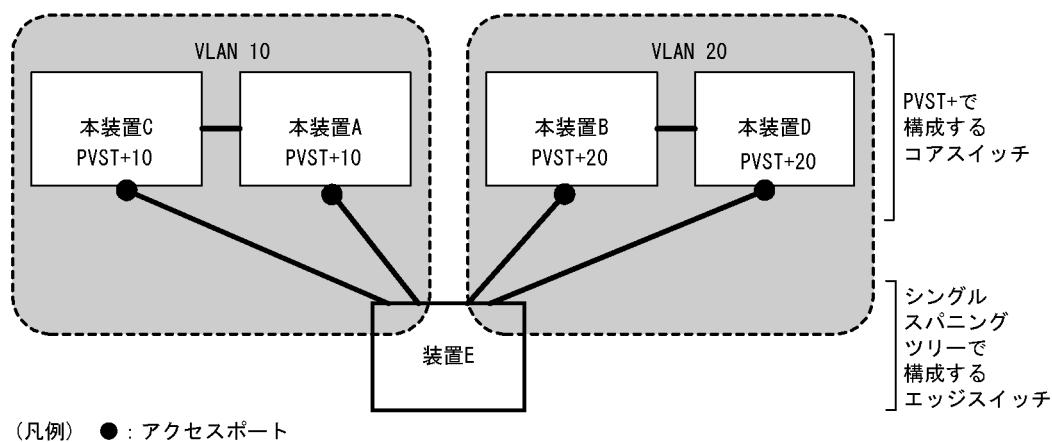 VLAN 10
VLAN 20
本装置C
PVST+10
本装置A
PVST+10
本装置B
PVST+20
本装置D
PVST+20
PVST+で
構成する
コアスイッチ
装置E
シングル
スパニング
ツリーで
構成する
エッジスイッチ
(凡例) ●:アクセスポート